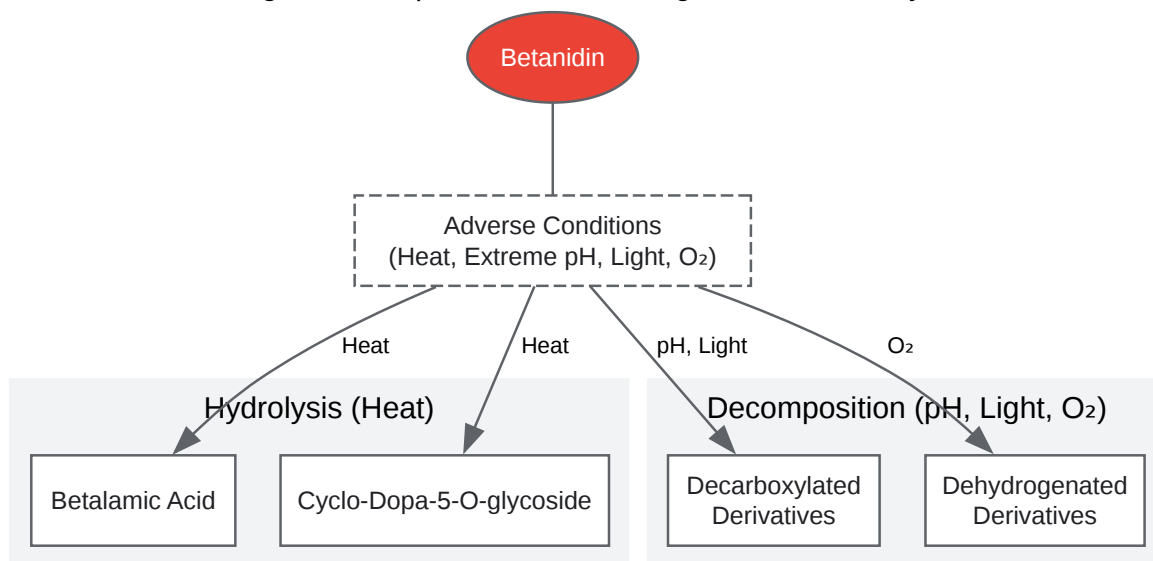 Betanidin
Adverse Conditions
(Heat, Extreme pH, Light, O₂)
Heat
Heat
pH, Light
O₂
Hydrolysis (Heat)
Decomposition (pH, Light, O₂)
Betalamic Acid
Cyclo-Dopa-5-O-glycoside
Decarboxylated
Derivatives
Dehydrogenated
Derivatives